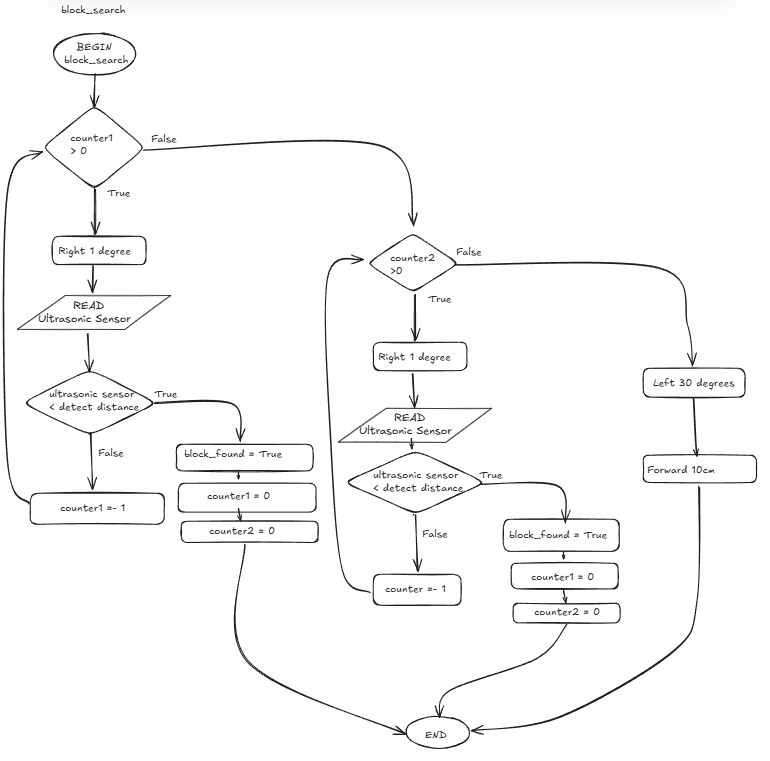 block_search
BEGIN
block_search
counter1
> 0
False
True
Right 1 degree
READ
Ultrasonic Sensor
ultrasonic sensor
< detect distance
True
False
counter1 =- 1
block_found = True
counter1 = 0
counter2 = 0
counter2
>0
False
True
Right 1 degree
READ
Ultrasonic Sensor
ultrasonic sensor
< detect distance
True
False
counter =- 1
block_found = True
counter1 = 0
counter2 = 0
Left 30 degrees
Forward 10cm
END